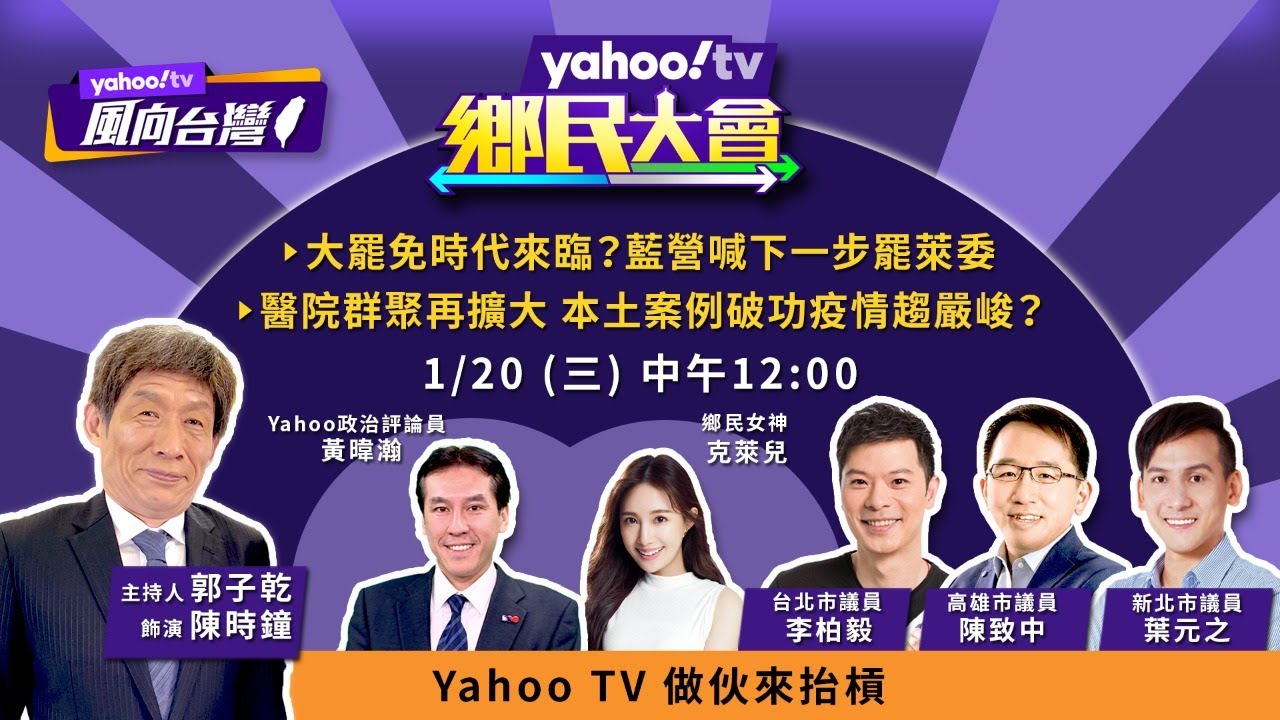 yahoo!tv
風向台灣
yahoo!tv
鄉民大會
大罷免時代來臨？藍營喊下一步罷萊委
醫院群聚再擴大 本土案例破功疫情趨嚴峻？
1/20 (三) 中午12:00
Yahoo政治評論員
黃暐瀚
鄉民女神
克萊兒
主持人 郭子乾
飾演 陳時鐘
台北市議員
李柏毅
高雄市議員
陳致中
新北市議員
葉元之
Yahoo TV 做伙來抬槓